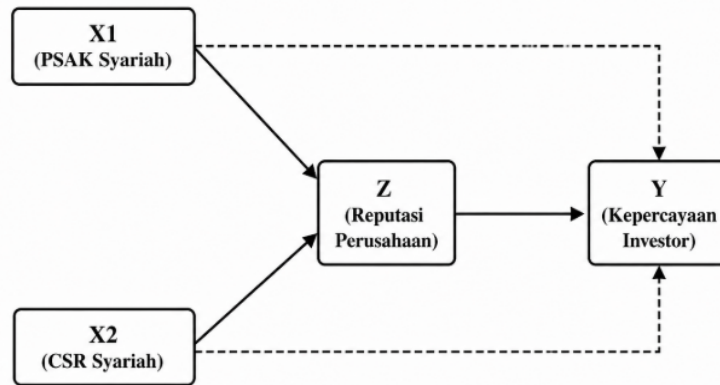 X1
(PSAK Syariah)
Z
(Reputasi
Perusahaan)
Y
(Kepercayaan
Investor)
X2
(CSR Syariah)